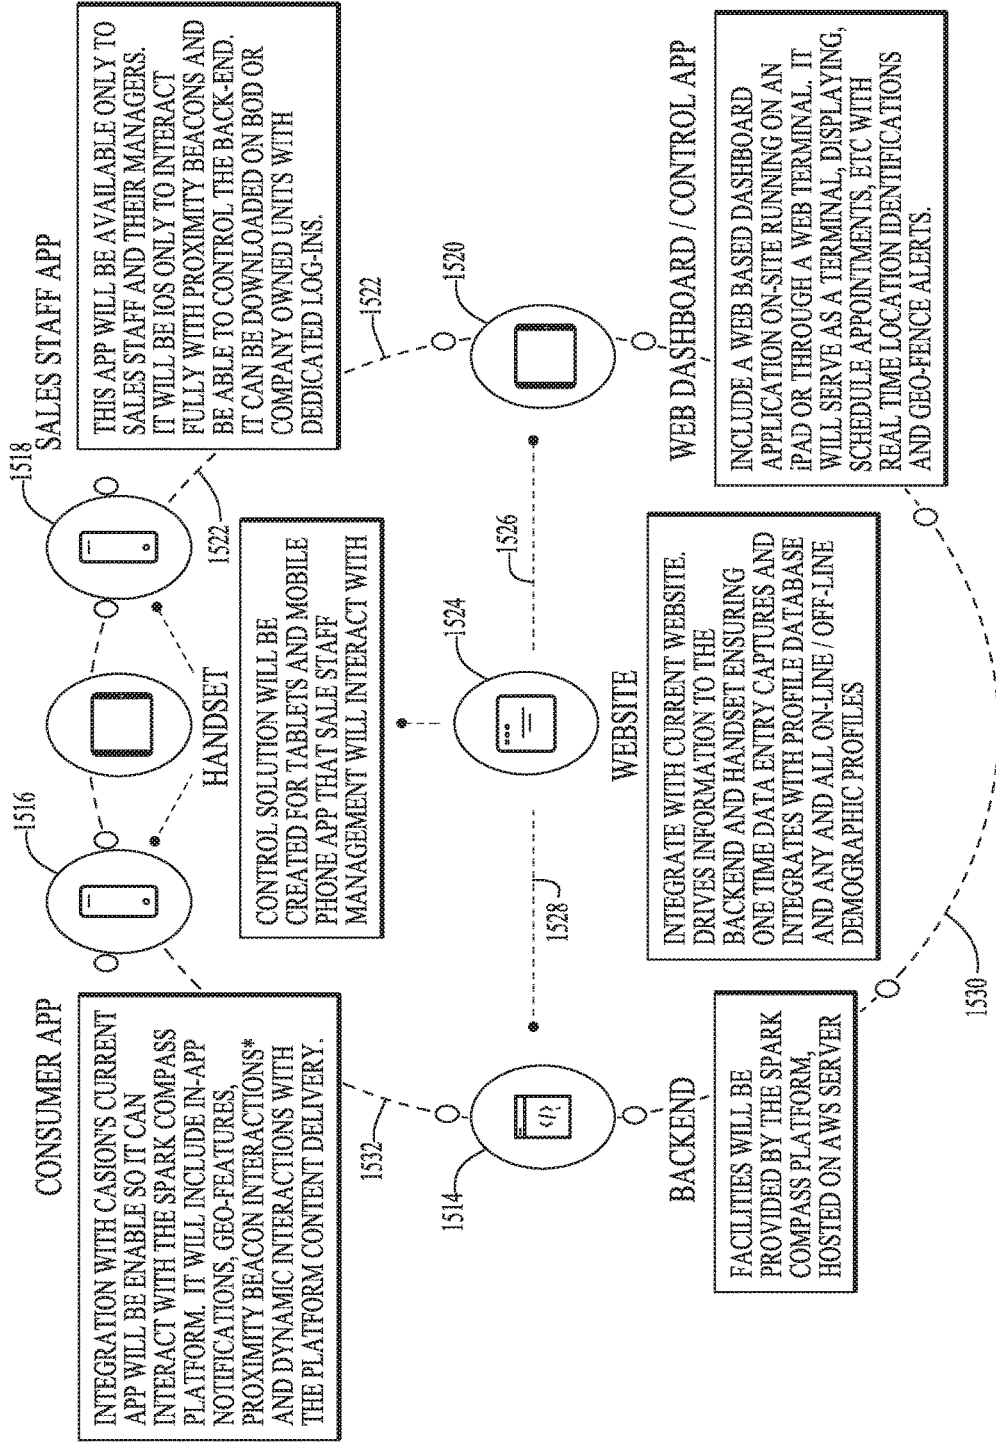 CONSUMER APP
INTEGRATION WITH CASION'S CURRENT
APP WILL BE ENABLE SO IT CAN
INTERACT WITH THE SPARK COMPASS
PLATFORM. IT WILL INCLUDE IN-APP
NOTIFICATIONS, GEO-FEATURES,
PROXIMITY BEACON INTERACTIONS*
AND DYNAMIC INTERACTIONS WITH
THE PLATFORM CONTENT DELIVERY.
1516
HANDSET
CONTROL SOLUTION WILL BE
CREATED FOR TABLETS AND MOBILE
PHONE APP THAT SALE STAFF
MANAGEMENT WILL INTERACT WITH
1518
1522
SALES STAFF APP
THIS APP WILL BE AVAILABLE ONLY TO
SALES STAFF AND THEIR MANAGERS.
IT WILL BE IOS ONLY TO INTERACT
FULLY WITH PROXIMITY BEACONS AND
BE ABLE TO CONTROL THE BACK-END.
IT CAN BE DOWNLOADED ON BOD OR
COMPANY OWNED UNITS WITH
DEDICATED LOG-INS.
1522
1532
1514
</>
1528
1524
1526
1520
BACKEND
FACILITIES WILL BE
PROVIDED BY THE SPARK
COMPASS PLATFORM,
HOSTED ON AWS SERVER
WEBSITE
INTEGRATE WITH CURRENT WEBSITE.
DRIVES INFORMATION TO THE
BACKEND AND HANDSET ENSURING
ONE TIME DATA ENTRY CAPTURES AND
INTEGRATES WITH PROFILE DATABASE
AND ANY AND ALL ON-LINE / OFF-LINE
DEMOGRAPHIC PROFILES
WEB DASHBOARD / CONTROL APP
INCLUDE A WEB BASED DASHBOARD
APPLICATION ON-SITE RUNNING ON AN
iPAD OR THROUGH A WEB TERMINAL. IT
WILL SERVE AS A TERMINAL, DISPLAYING,
SCHEDULE APPOINTMENTS, ETC WITH
REAL TIME LOCATION IDENTIFICATIONS
AND GEO-FENCE ALERTS.
1530